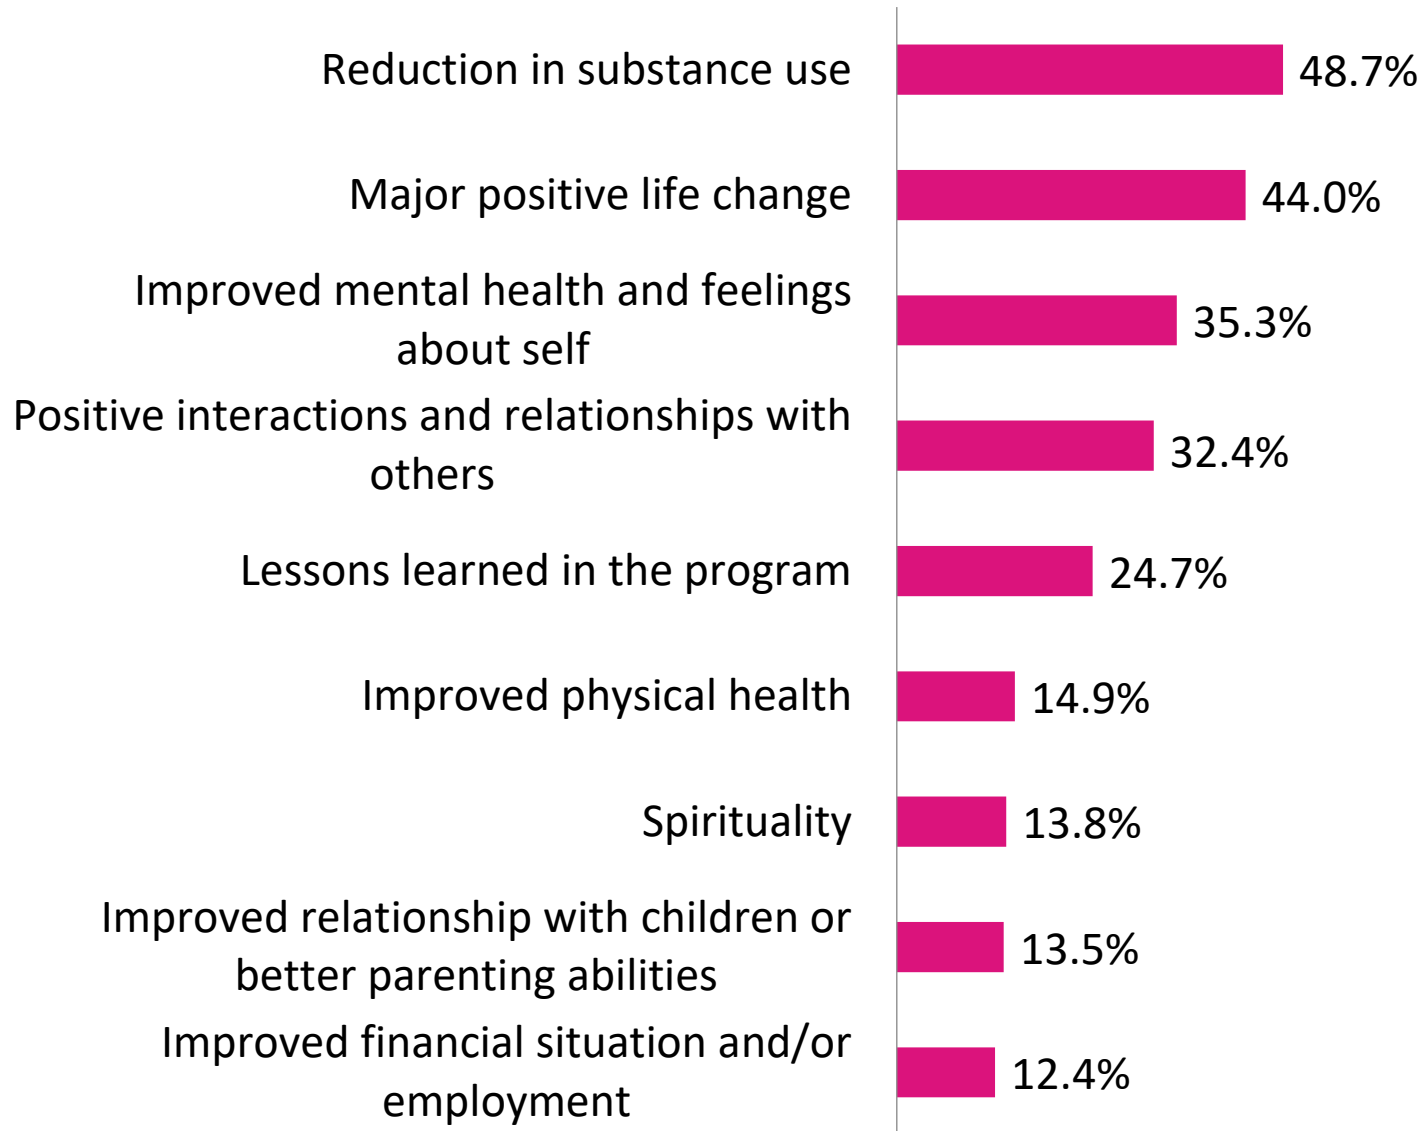 Reduction in substance use 48.7%
Major positive life change 44.0%
Improved mental health and feelings
about self 35.3%
Positive interactions and relationships with
others 32.4%
Lessons learned in the program 24.7%
Improved physical health 14.9%
Spirituality 13.8%
Improved relationship with children or
better parenting abilities 13.5%
Improved financial situation and/or
employment 12.4%